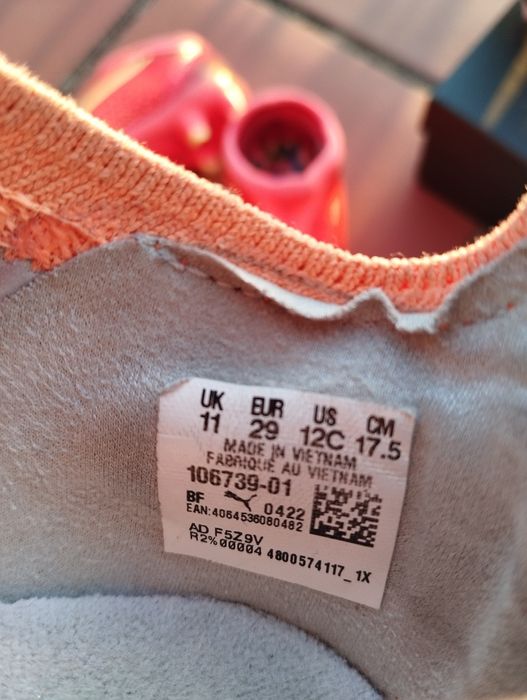 UK EUR US CM
11 29 12C 17.5
MADE IN VIETNAM
FABRIQUE AU VIETNAM
106739-01
BF 0422
EAN:4064536080482
AD F5Z9V
R2%00004 4800574117_1X